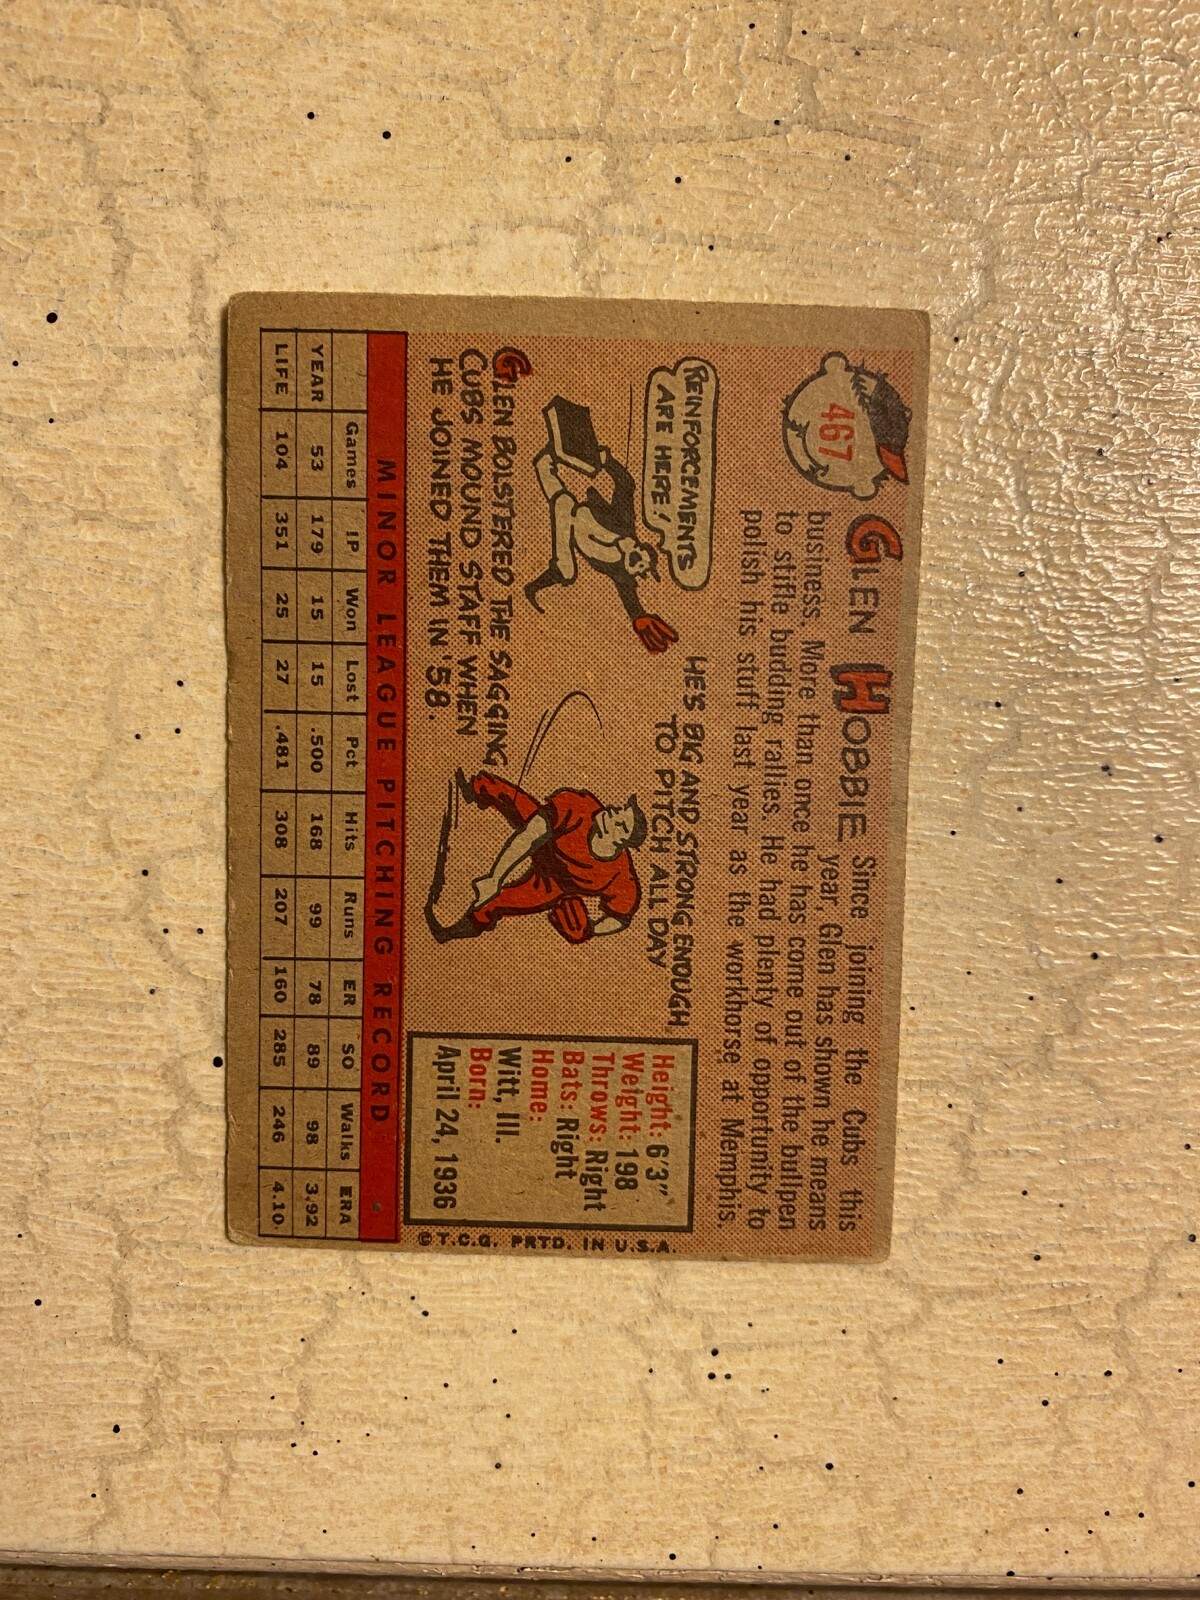 467
GLEN HOBBIE
Since joining the Cubs this
year, Glen has shown he means
business. More than once he has come out of the bullpen
to stifle budding rallies. He had plenty of opportunity to
polish his stuff last year as the workhorse at Memphis.
REINFORCEMENTS
ARE HERE!
GLEN BOLSTERED THE SAGGING
CUBS MOUND STAFF WHEN
HE JOINED THEM IN '58.
HE'S BIG AND STRONG ENOUGH
TO PITCH ALL DAY
Height: 6'3"
Weight: 198
Throws: Right
Bats: Right
Home:
Witt, Ill.
Born:
April 24, 1936
©T.C.G. PRTD. IN U.S.A.
MINOR LEAGUE PITCHING RECORD
Games IP Won Lost Pct Hits Runs ER SO Walks ERA
YEAR 53 179 15 15 .500 168 99 78 89 98 3.92
LIFE 104 351 25 27 .481 308 207 160 285 246 4.10